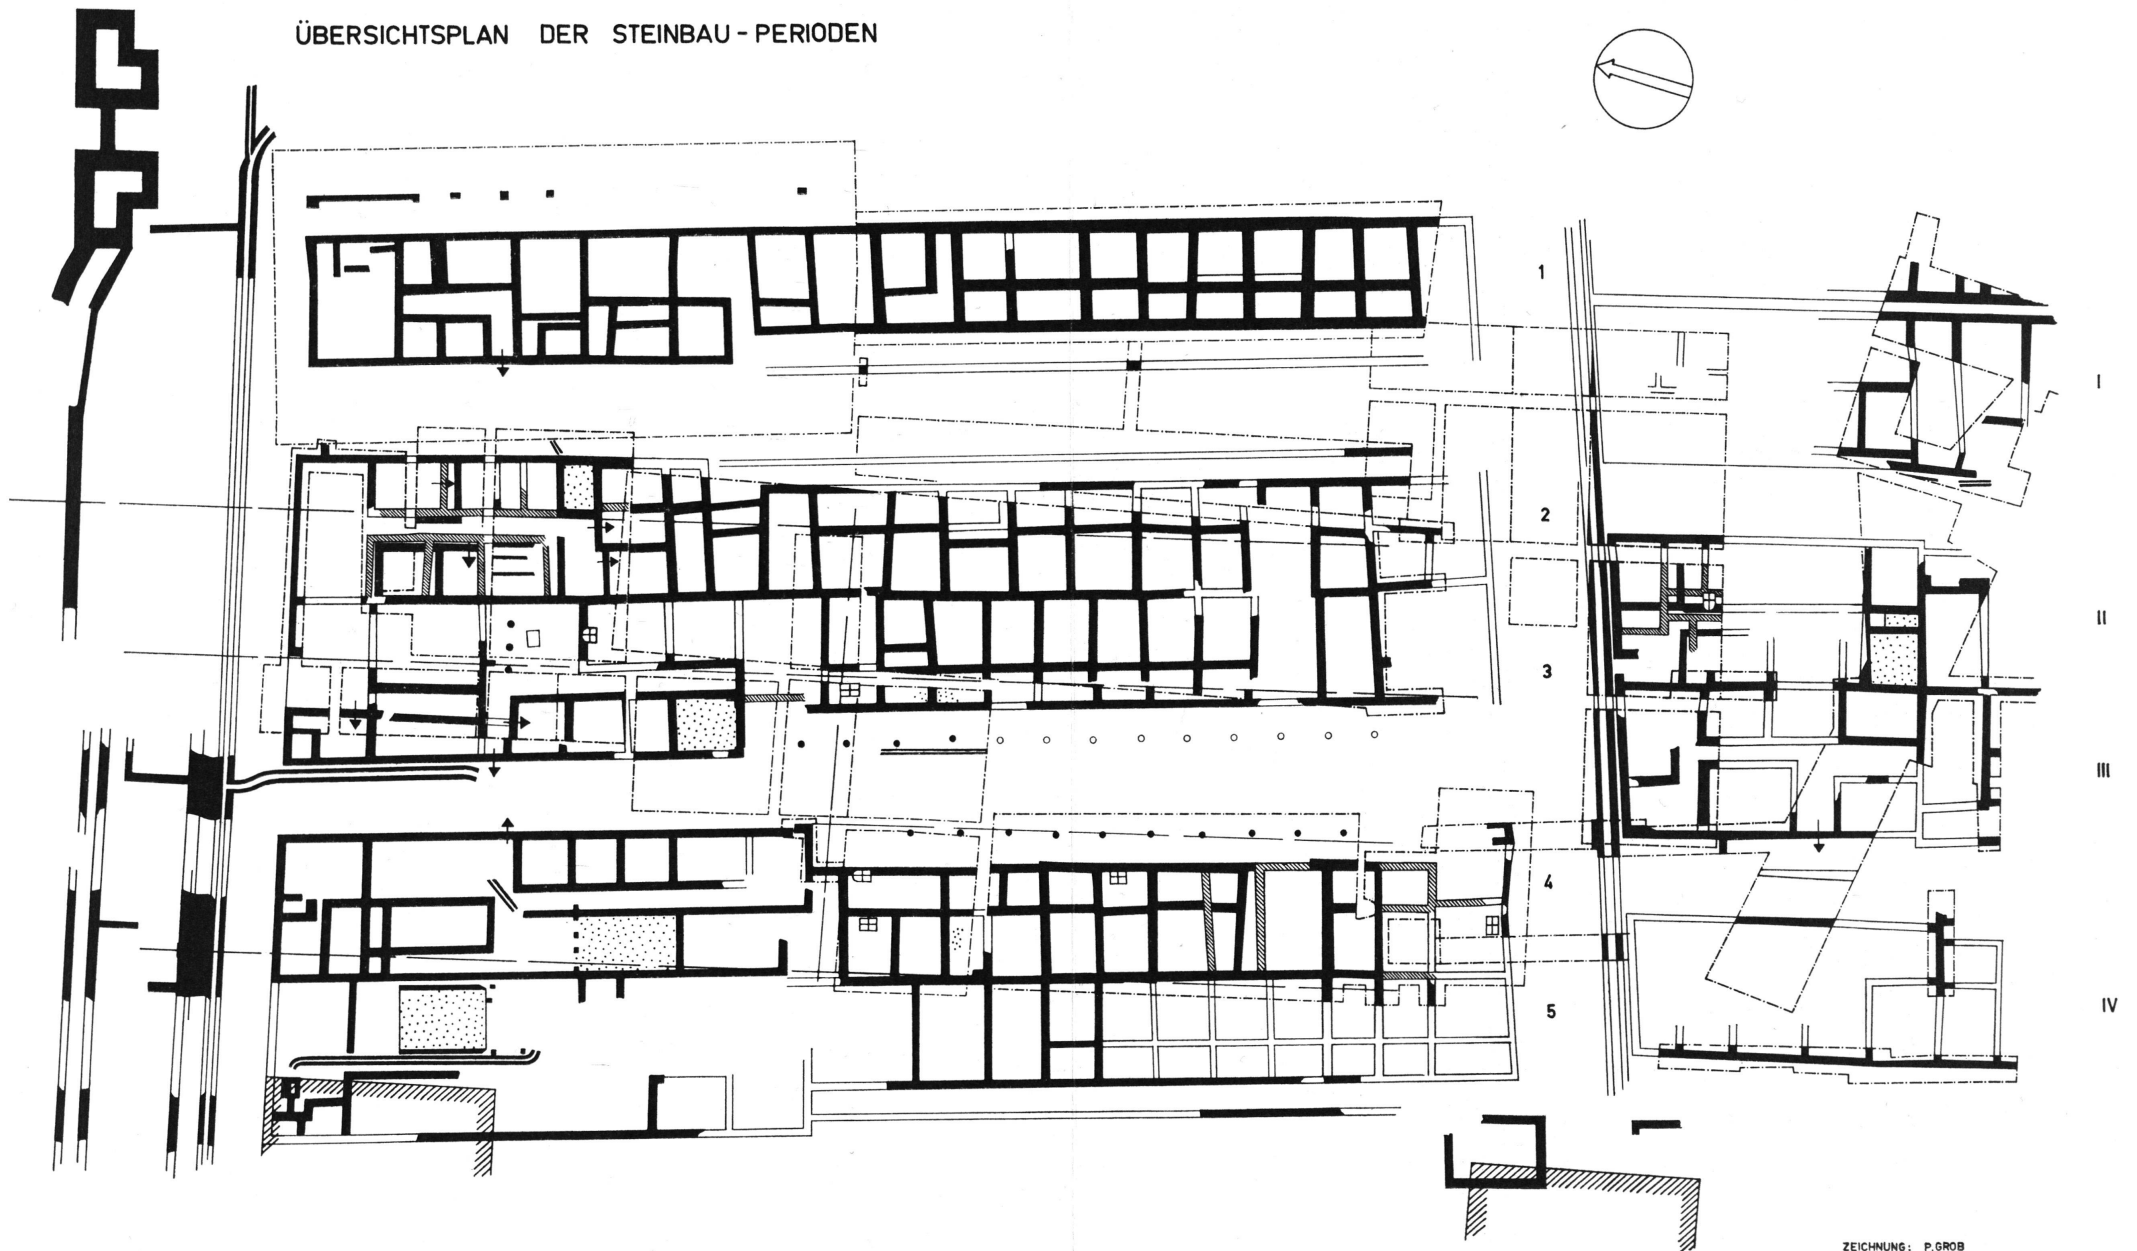 ÜBERSICHTSPLAN DER STEINBAU - PERIODEN
1
I
2
II
3
III
4
IV
5
ZEICHNUNG: P. GROB